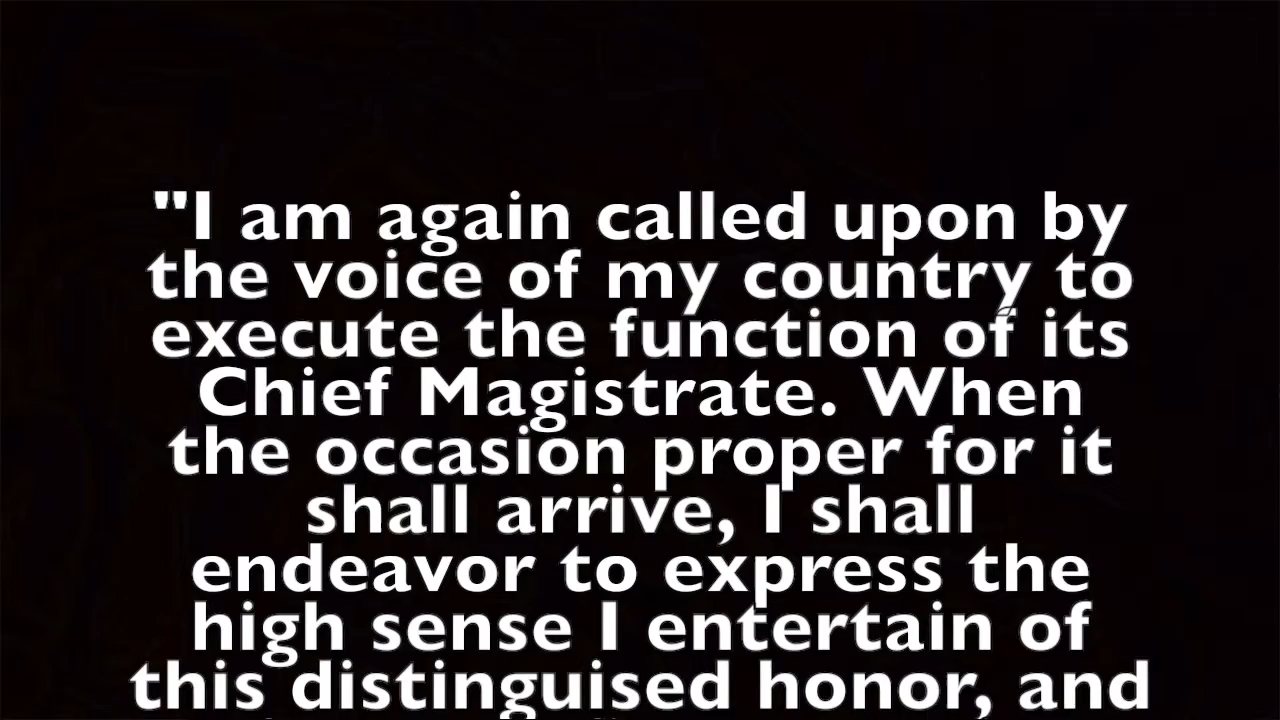 "I am again called upon by
the voice of my country to
execute the function of its
Chief Magistrate. When
the occasion proper for it
shall arrive, I shall
endeavor to express the
high sense I entertain of
this distinguised honor, and